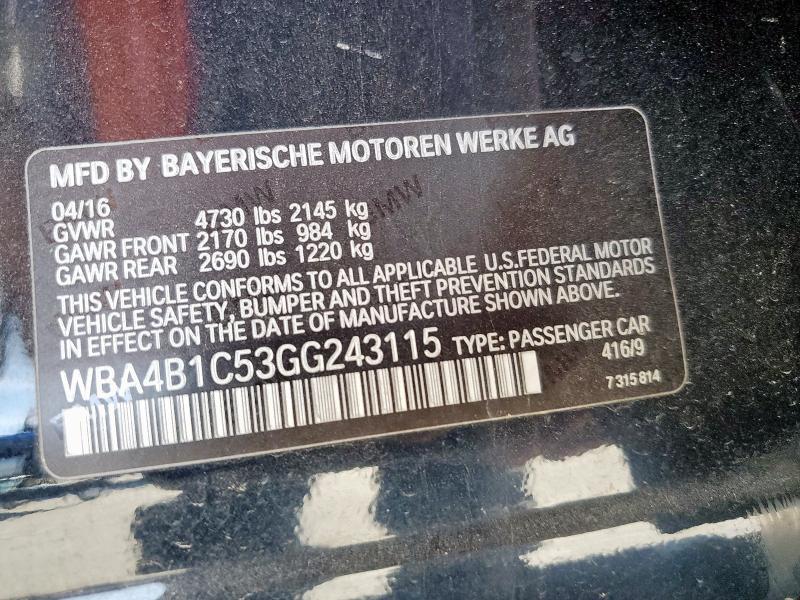 MFD BY BAYERISCHE MOTOREN WERKE AG
04/16
GVWR 4730 lbs 2145 kg
GAWR FRONT 2170 lbs 984 kg
GAWR REAR 2690 lbs 1220 kg
THIS VEHICLE CONFORMS TO ALL APPLICABLE U.S.FEDERAL MOTOR
VEHICLE SAFETY, BUMPER AND THEFT PREVENTION STANDARDS
IN EFFECT ON THE DATE OF MANUFACTURE SHOWN ABOVE.
WBA4B1C53GG243115 TYPE: PASSENGER CAR
416/9
7 315 814